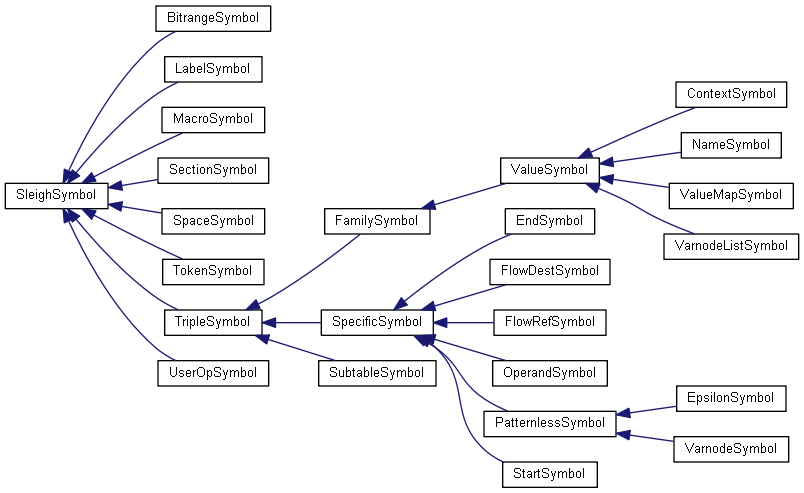 BitrangeSymbol
LabelSymbol
MacroSymbol
SectionSymbol
SleighSymbol
SpaceSymbol
TokenSymbol
TripleSymbol
UserOpSymbol
FamilySymbol
SpecificSymbol
SubtableSymbol
ValueSymbol
EndSymbol
FlowDestSymbol
FlowRefSymbol
OperandSymbol
PatternlessSymbol
StartSymbol
ContextSymbol
NameSymbol
ValueMapSymbol
VarnodeListSymbol
EpsilonSymbol
VarnodeSymbol